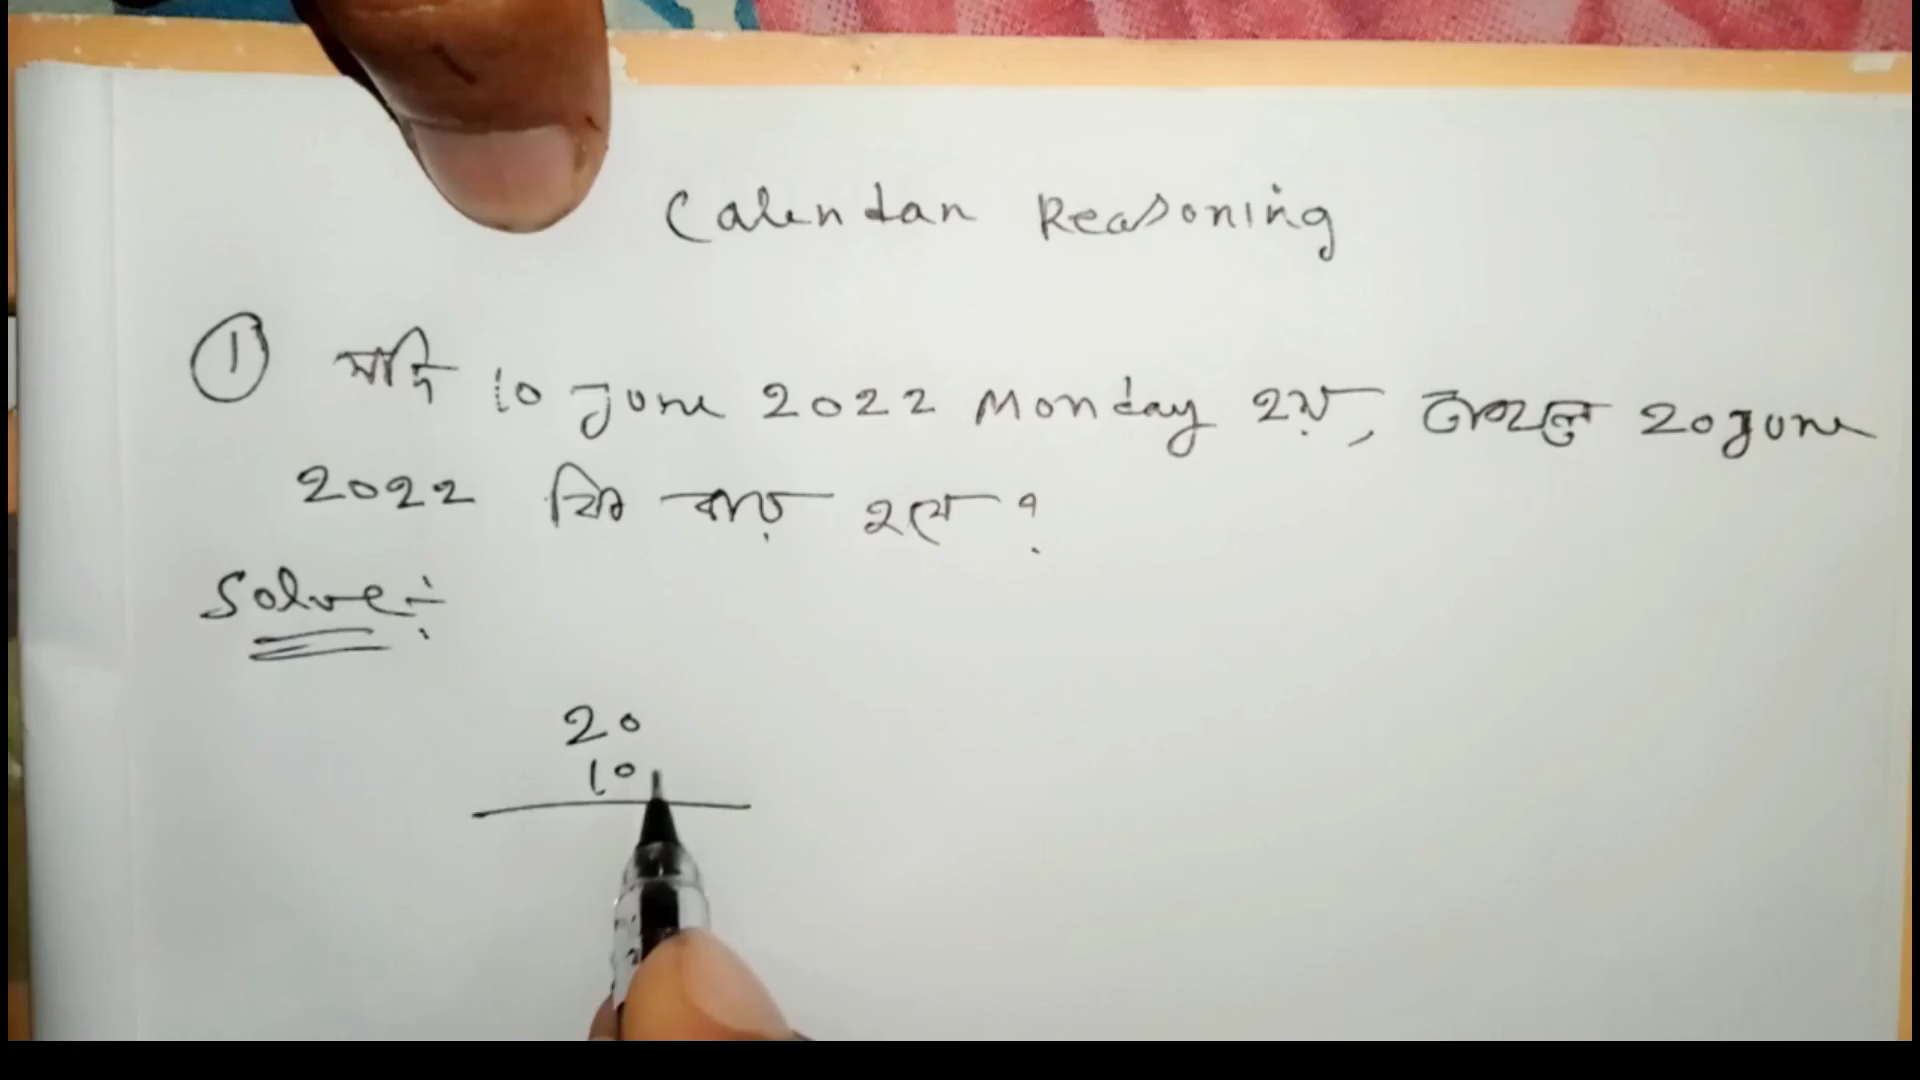 Calendar Reasoning
① যদি 10 June 2022 Monday হয়, তাহলে 20 June
2022 কি বাড় হবে?
Solve:-
20
10